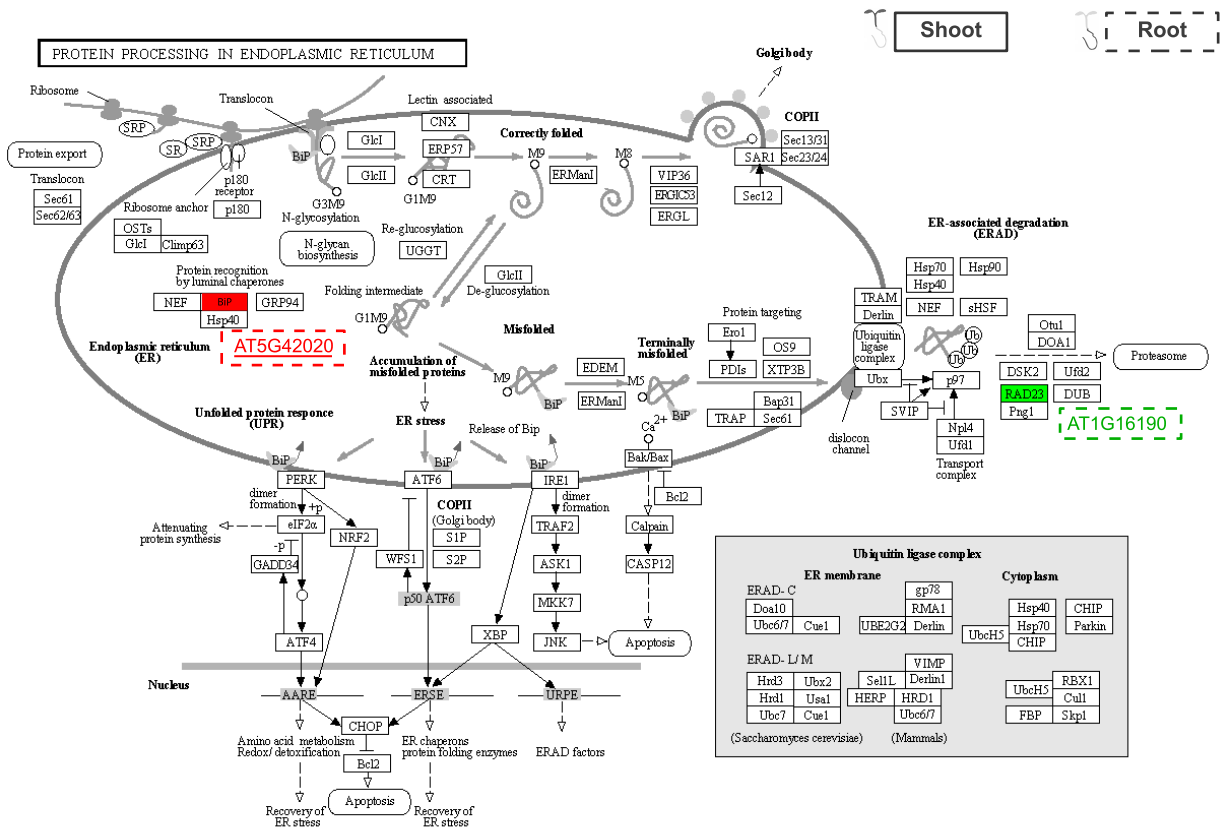 Shoot
Root
PROTEIN PROCESSING IN ENDOPLASMIC RETICULUM
Golgi body
Ribosome
Translocon
Lectin associated
COPII
SRP
SR
SRP
CNX
GlcI
ERP57
Correctly folded
Sec13/31
SAR1
Sec23/24
Protein export
BiP
M9
M8
GlcII
CRT
ERManI
VIP36
ERGIC53
ERGL
Sec12
Translocon
Sec61
Sec62/63
p180
receptor
p180
Ribosome anchor
G3M9
G1M9
N-glycosylation
OSTs
GlcI
Climp63
N-glycan
biosynthesis
Re-glucosylation
UGGT
ER-associated degradation
(ERAD)
Hsp70
Hsp90
Hsp40
Protein recognition
by luminal chaperones
NEF
BiP
GRP94
Hsp40
GlcII
De-glucosylation
Folding intermediate
G1M9
TRAM
Derlin
NEF
sHSF
Endoplasmic reticulum
(ER)
AT5G42020
Misfolded
Protein targeting
Ero1
OS9
PDIs
XTP3B
Ubiquitin
ligase
complex
Ub
Ub
Ub
Otu1
DOA1
Proteasome
Accumulation of
misfolded proteins
Terminally
misfolded
M9
EDEM
M5
ERManI
BiP
BiP
Ubx
p97
DSK2
Ufd2
RAD23
DUB
Png1
AT1G16190
SVIP
Bap31
TRAP
Sec61
Npl4
Ufd1
Transport
complex
dislocon
channel
Unfolded protein responce
(UPR)
ER stress
Release of Bip
Ca2+
BiP
BiP
BiP
Bak/Bax
PERK
ATF6
IRE1
Bcl2
dimer
formation
+p
COPII
(Golgi body)
dimer
formation
Attenuating
protein synthesis
eIF2α
NRF2
S1P
TRAF2
Calpain
-p
GADD34
WFS1
S2P
ASK1
CASP12
p50 ATF6
MKK7
ATF4
XBP
JNK
Apoptosis
Nucleus
AARE
ERSE
URPE
CHOP
Amino acid metabolism
Redox/ detoxification
ER chaperons
protein folding enzymes
ERAD factors
Bcl2
Apoptosis
Recovery of
ER stress
Recovery of
ER stress
Ubiquitin ligase complex
ER membrane
Cytoplasm
ERAD- C
Doa10
Ubc6/7
Cue1
gp78
RMA1
UBE2G2
Derlin
Hsp40
CHIP
Hsp70
Parkin
UbcH5
CHIP
ERAD- L/ M
Hrd3
Ubx2
Hrd1
Usa1
Ubc7
Cue1
VIMP
Sel1L
Derlin1
HERP
HRD1
Ubc6/7
RBX1
UbcH5
Cul1
FBP
Skp1
(Saccharomyces cerevisiae)
(Mammals)